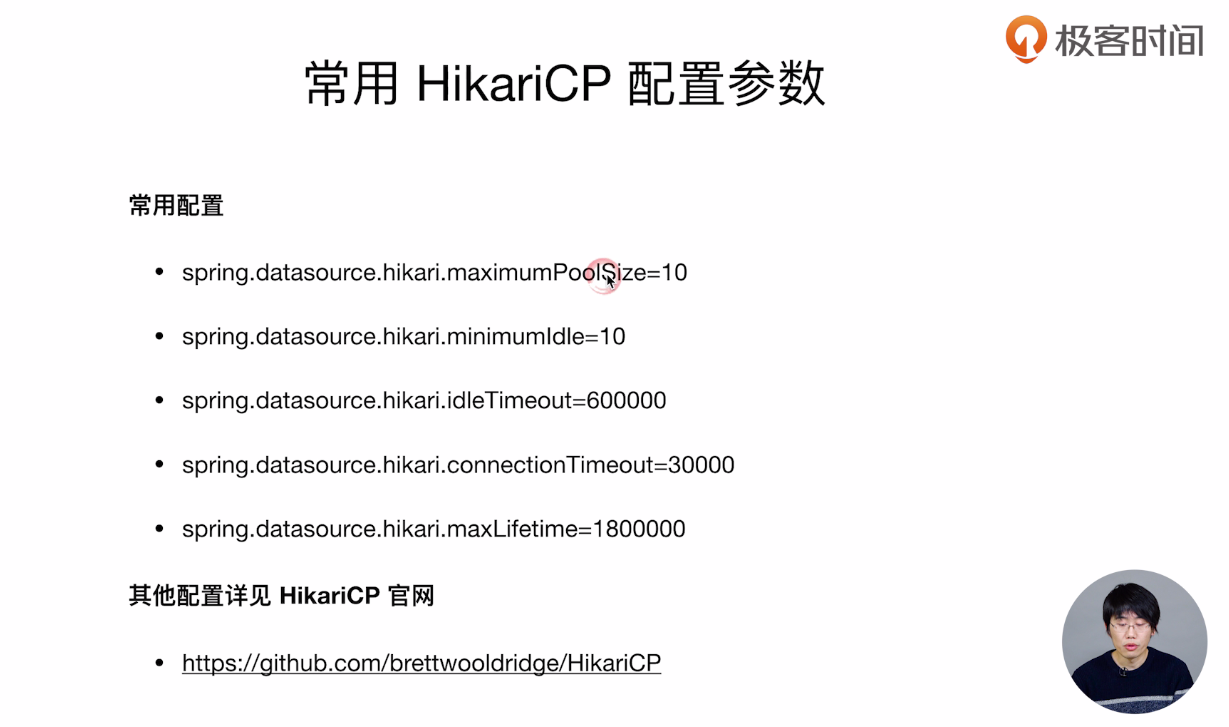 极客时间
常用 HikariCP 配置参数
常用配置
• spring.datasource.hikari.maximumPoolSize=10
• spring.datasource.hikari.minimumIdle=10
• spring.datasource.hikari.idleTimeout=600000
• spring.datasource.hikari.connectionTimeout=30000
• spring.datasource.hikari.maxLifetime=1800000
其他配置详见 HikariCP 官网
• https://github.com/brettwooldridge/HikariCP